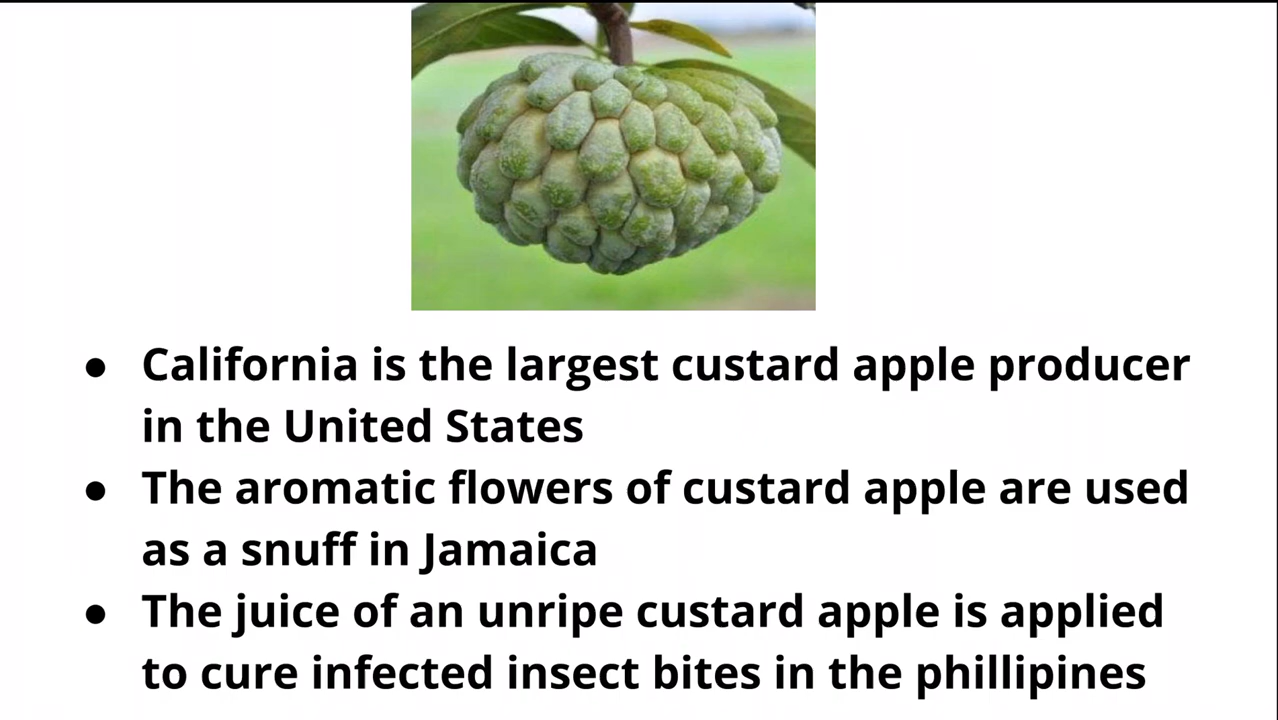 ● California is the largest custard apple producer
in the United States
● The aromatic flowers of custard apple are used
as a snuff in Jamaica
● The juice of an unripe custard apple is applied
to cure infected insect bites in the phillipines